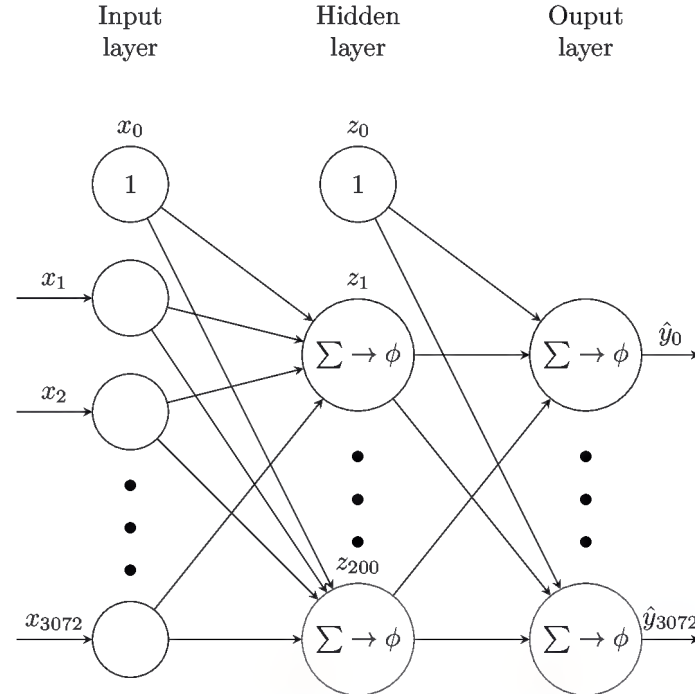 Input layer
Hidden layer
Ouput layer
x₀
z₀
1
1
x₁
z₁
∑ → ϕ
∑ → ϕ
ŷ₀
x₂
z₂₀₀
x₃₀₇₂
∑ → ϕ
∑ → ϕ
ŷ₃₀₇₂